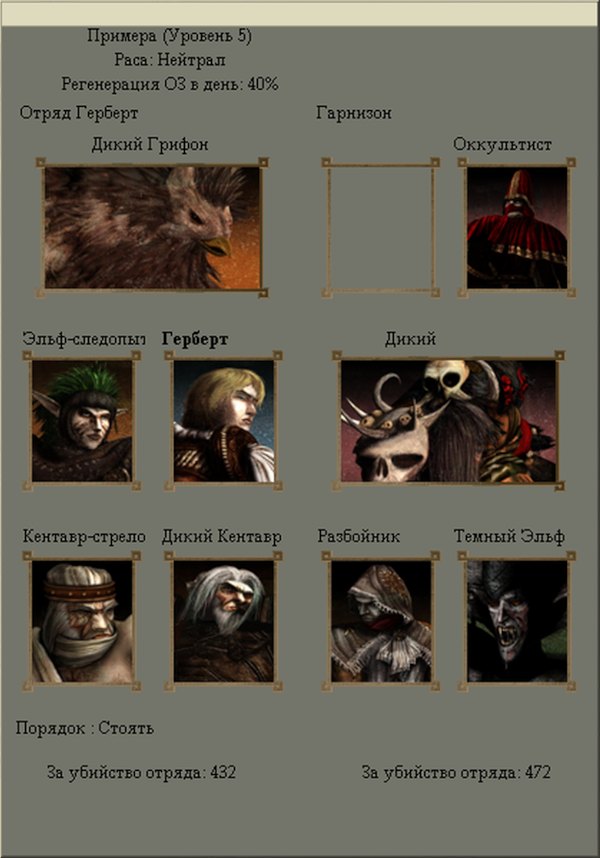 Примера (Уровень 5)
Раса: Нейтрал
Регенерация ОЗ в день: 40%
Отряд Герберт
Гарнизон
Дикий Грифон
Оккультист
Эльф-следопыт
Герберт
Дикий
Кентавр-стрело
Дикий Кентавр
Разбойник
Темный Эльф
Порядок : Стоять
За убийство отряда: 432
За убийство отряда: 472